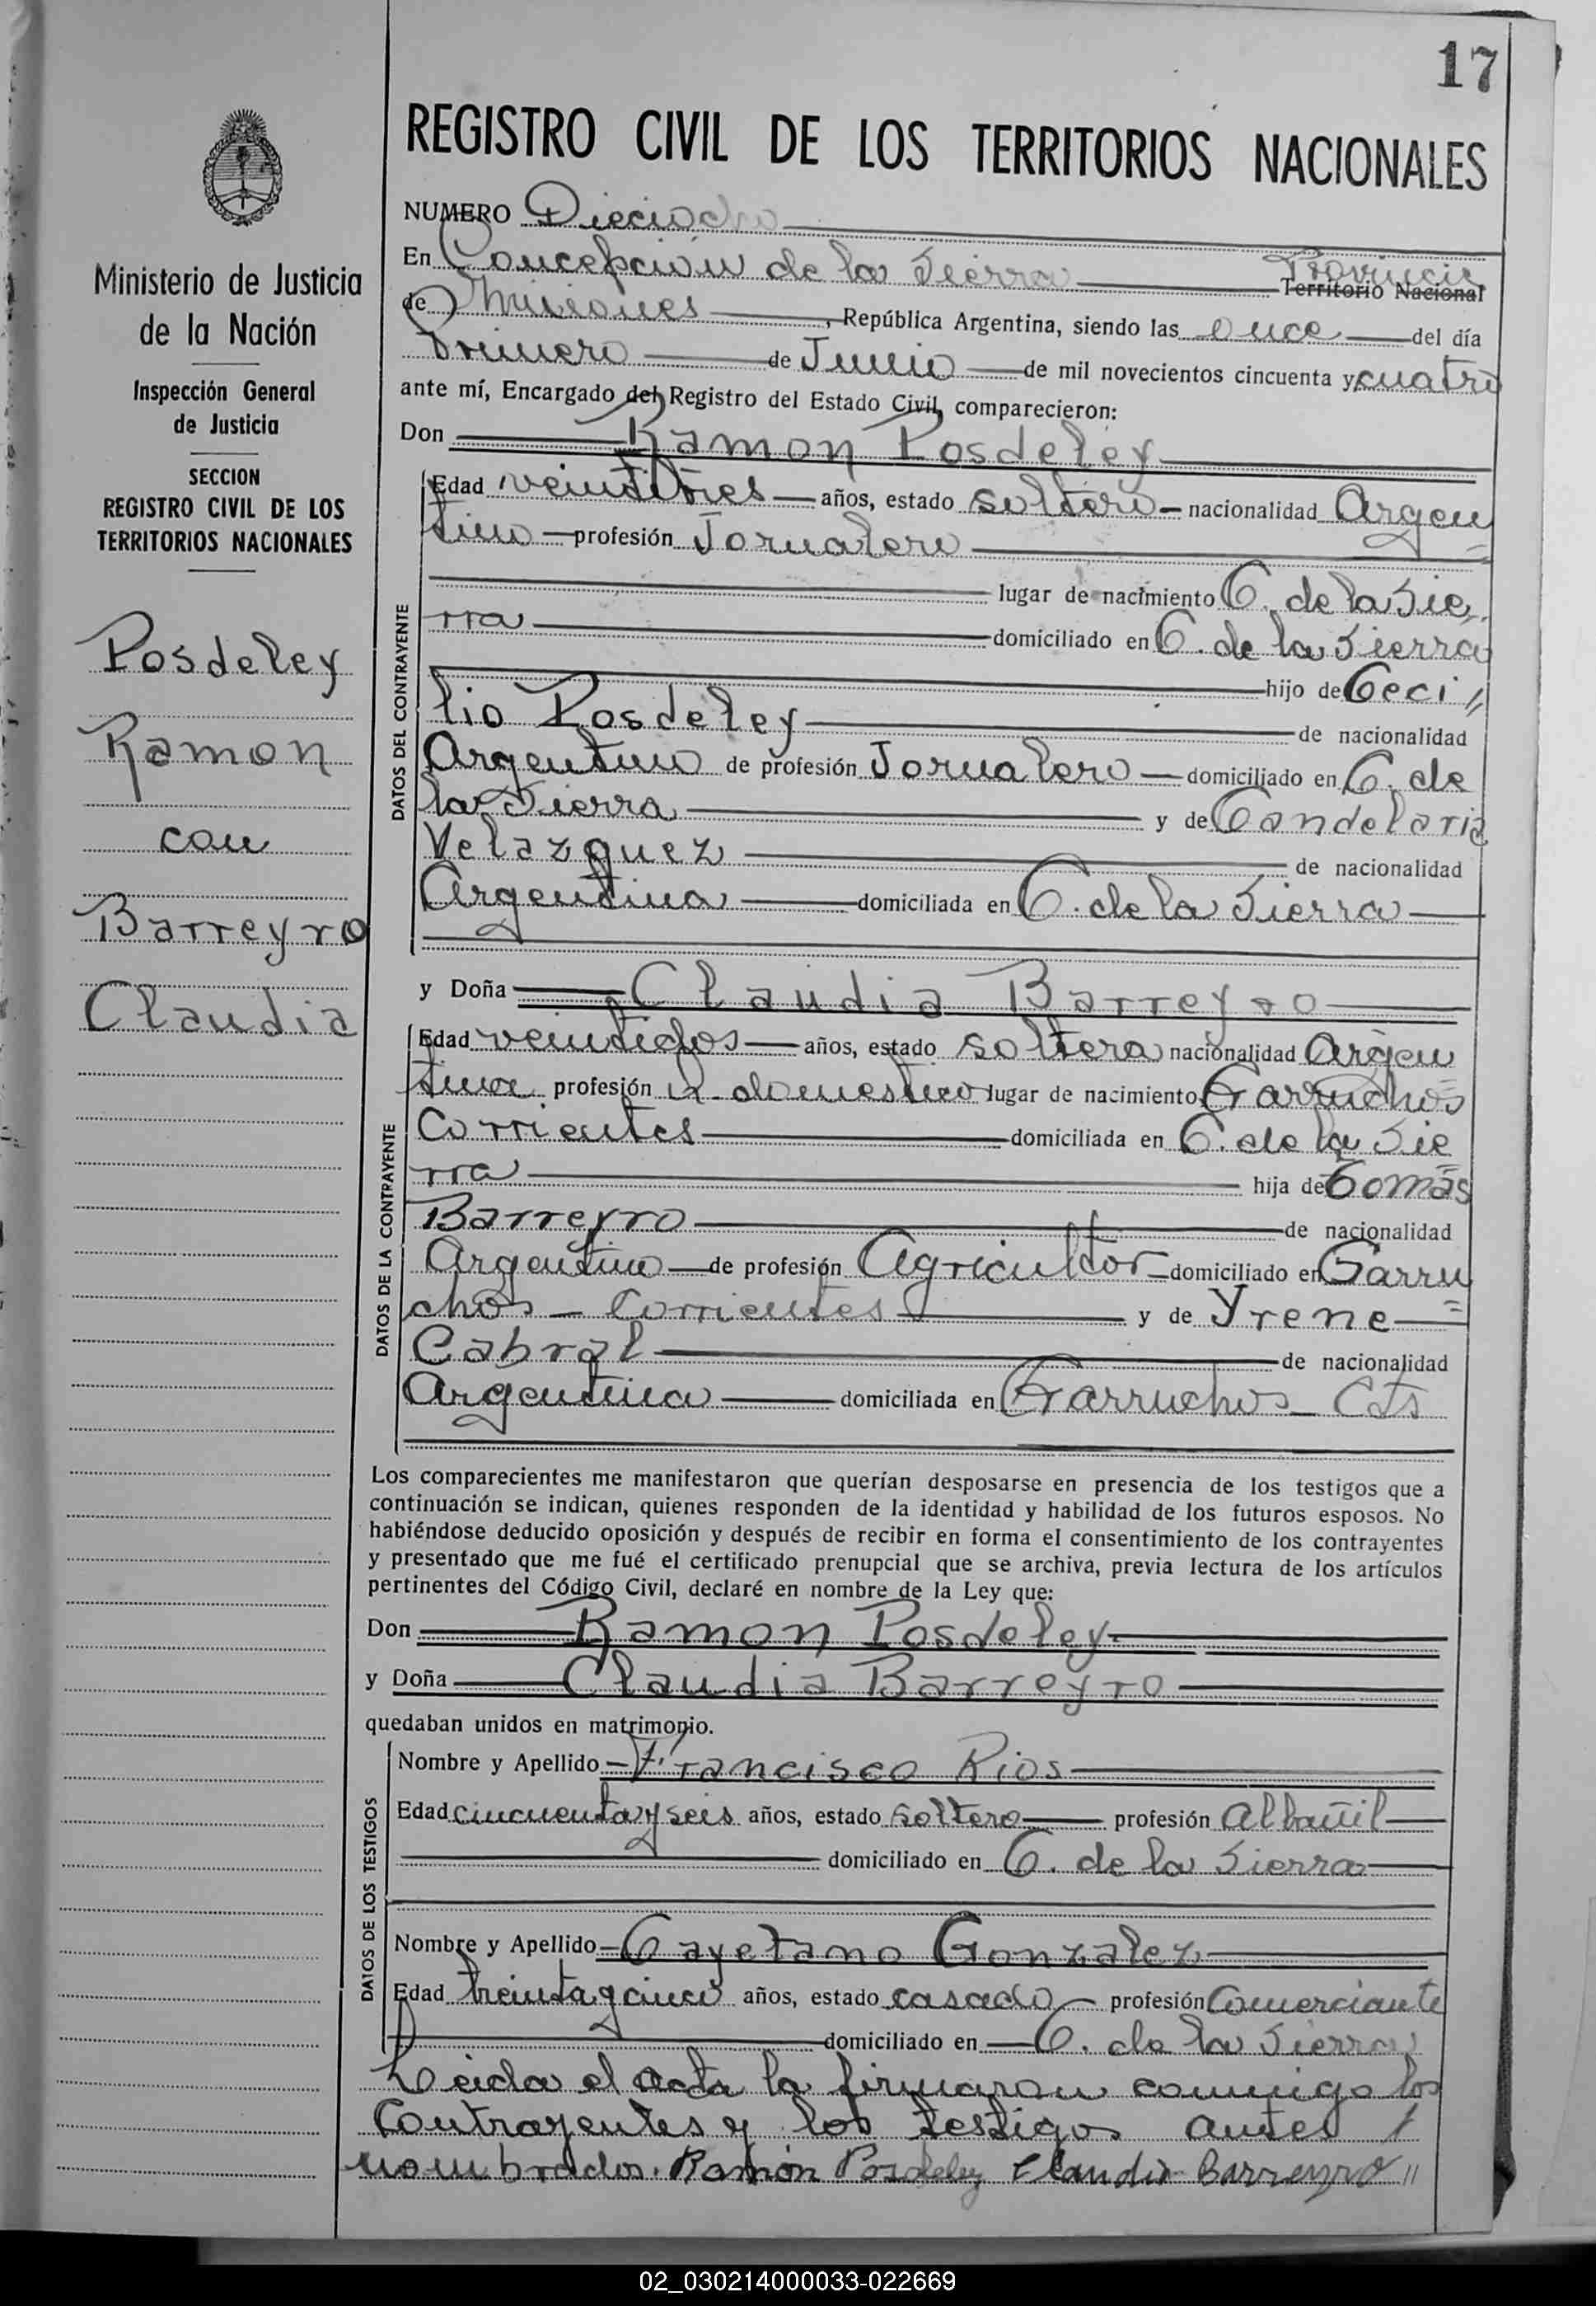 17
REGISTRO CIVIL DE LOS TERRITORIOS NACIONALES
Ministerio de Justicia
de la Nación
Inspección General
de Justicia
SECCION
REGISTRO CIVIL DE LOS
TERRITORIOS NACIONALES
Posdeley
Ramon
con
Barreyro
Claudia
NUMERO Dieciocho
En Concepción de la Sierra Provincia Territorio Nacional
de Misiones, República Argentina, siendo las once del día
Primero de Junio de mil novecientos cincuenta y cuatro
ante mí, Encargado del Registro del Estado Civil, comparecieron:
Don Ramon Posdeley
DATOS DEL CONTRAYENTE
Edad veintitres años, estado soltero nacionalidad Argen
tino profesión Jornalero
lugar de nacimiento C. de la Sie
rra domiciliado en C. de la Sierra
hijo de Ceci
lio Posdeley de nacionalidad
Argentino de profesión Jornalero domiciliado en C. de
la Sierra y de Candelaria
Velazquez de nacionalidad
Argentina domiciliada en C. de la Sierra
y Doña Claudia Barreyro
DATOS DE LA CONTRAYENTE
Edad veintidos años, estado soltera nacionalidad Argen
tina profesión q. domestico lugar de nacimiento Garruchos
Corrientes domiciliada en C. de la Sie
rra hija de Tomás
Barreyro de nacionalidad
Argentino de profesión Agricultor domiciliado en Garru
chos - Corrientes y de Yrene
Cabral de nacionalidad
Argentina domiciliada en Garruchos Cts
Los comparecientes me manifestaron que querían desposarse en presencia de los testigos que a
continuación se indican, quienes responden de la identidad y habilidad de los futuros esposos. No
habiéndose deducido oposición y después de recibir en forma el consentimiento de los contrayentes
y presentado que me fué el certificado prenupcial que se archiva, previa lectura de los artículos
pertinentes del Código Civil, declaré en nombre de la Ley que:
Don Ramon Posdeley
y Doña Claudia Barreyro
quedaban unidos en matrimonio.
DATOS DE LOS TESTIGOS
Nombre y Apellido Francisco Rios
Edad cincuenta y seis años, estado soltero profesión Albañil
domiciliado en C. de la Sierra
Nombre y Apellido Cayetano Gonzalez
Edad treinta y cinco años, estado casado profesión Comerciante
domiciliado en C. de la Sierra
Leida el acta la firmaron conmigo los
Contrayentes y los testigos antes
nombrados. Ramón Posdeley Claudia Barreyro
02_030214000033-022669